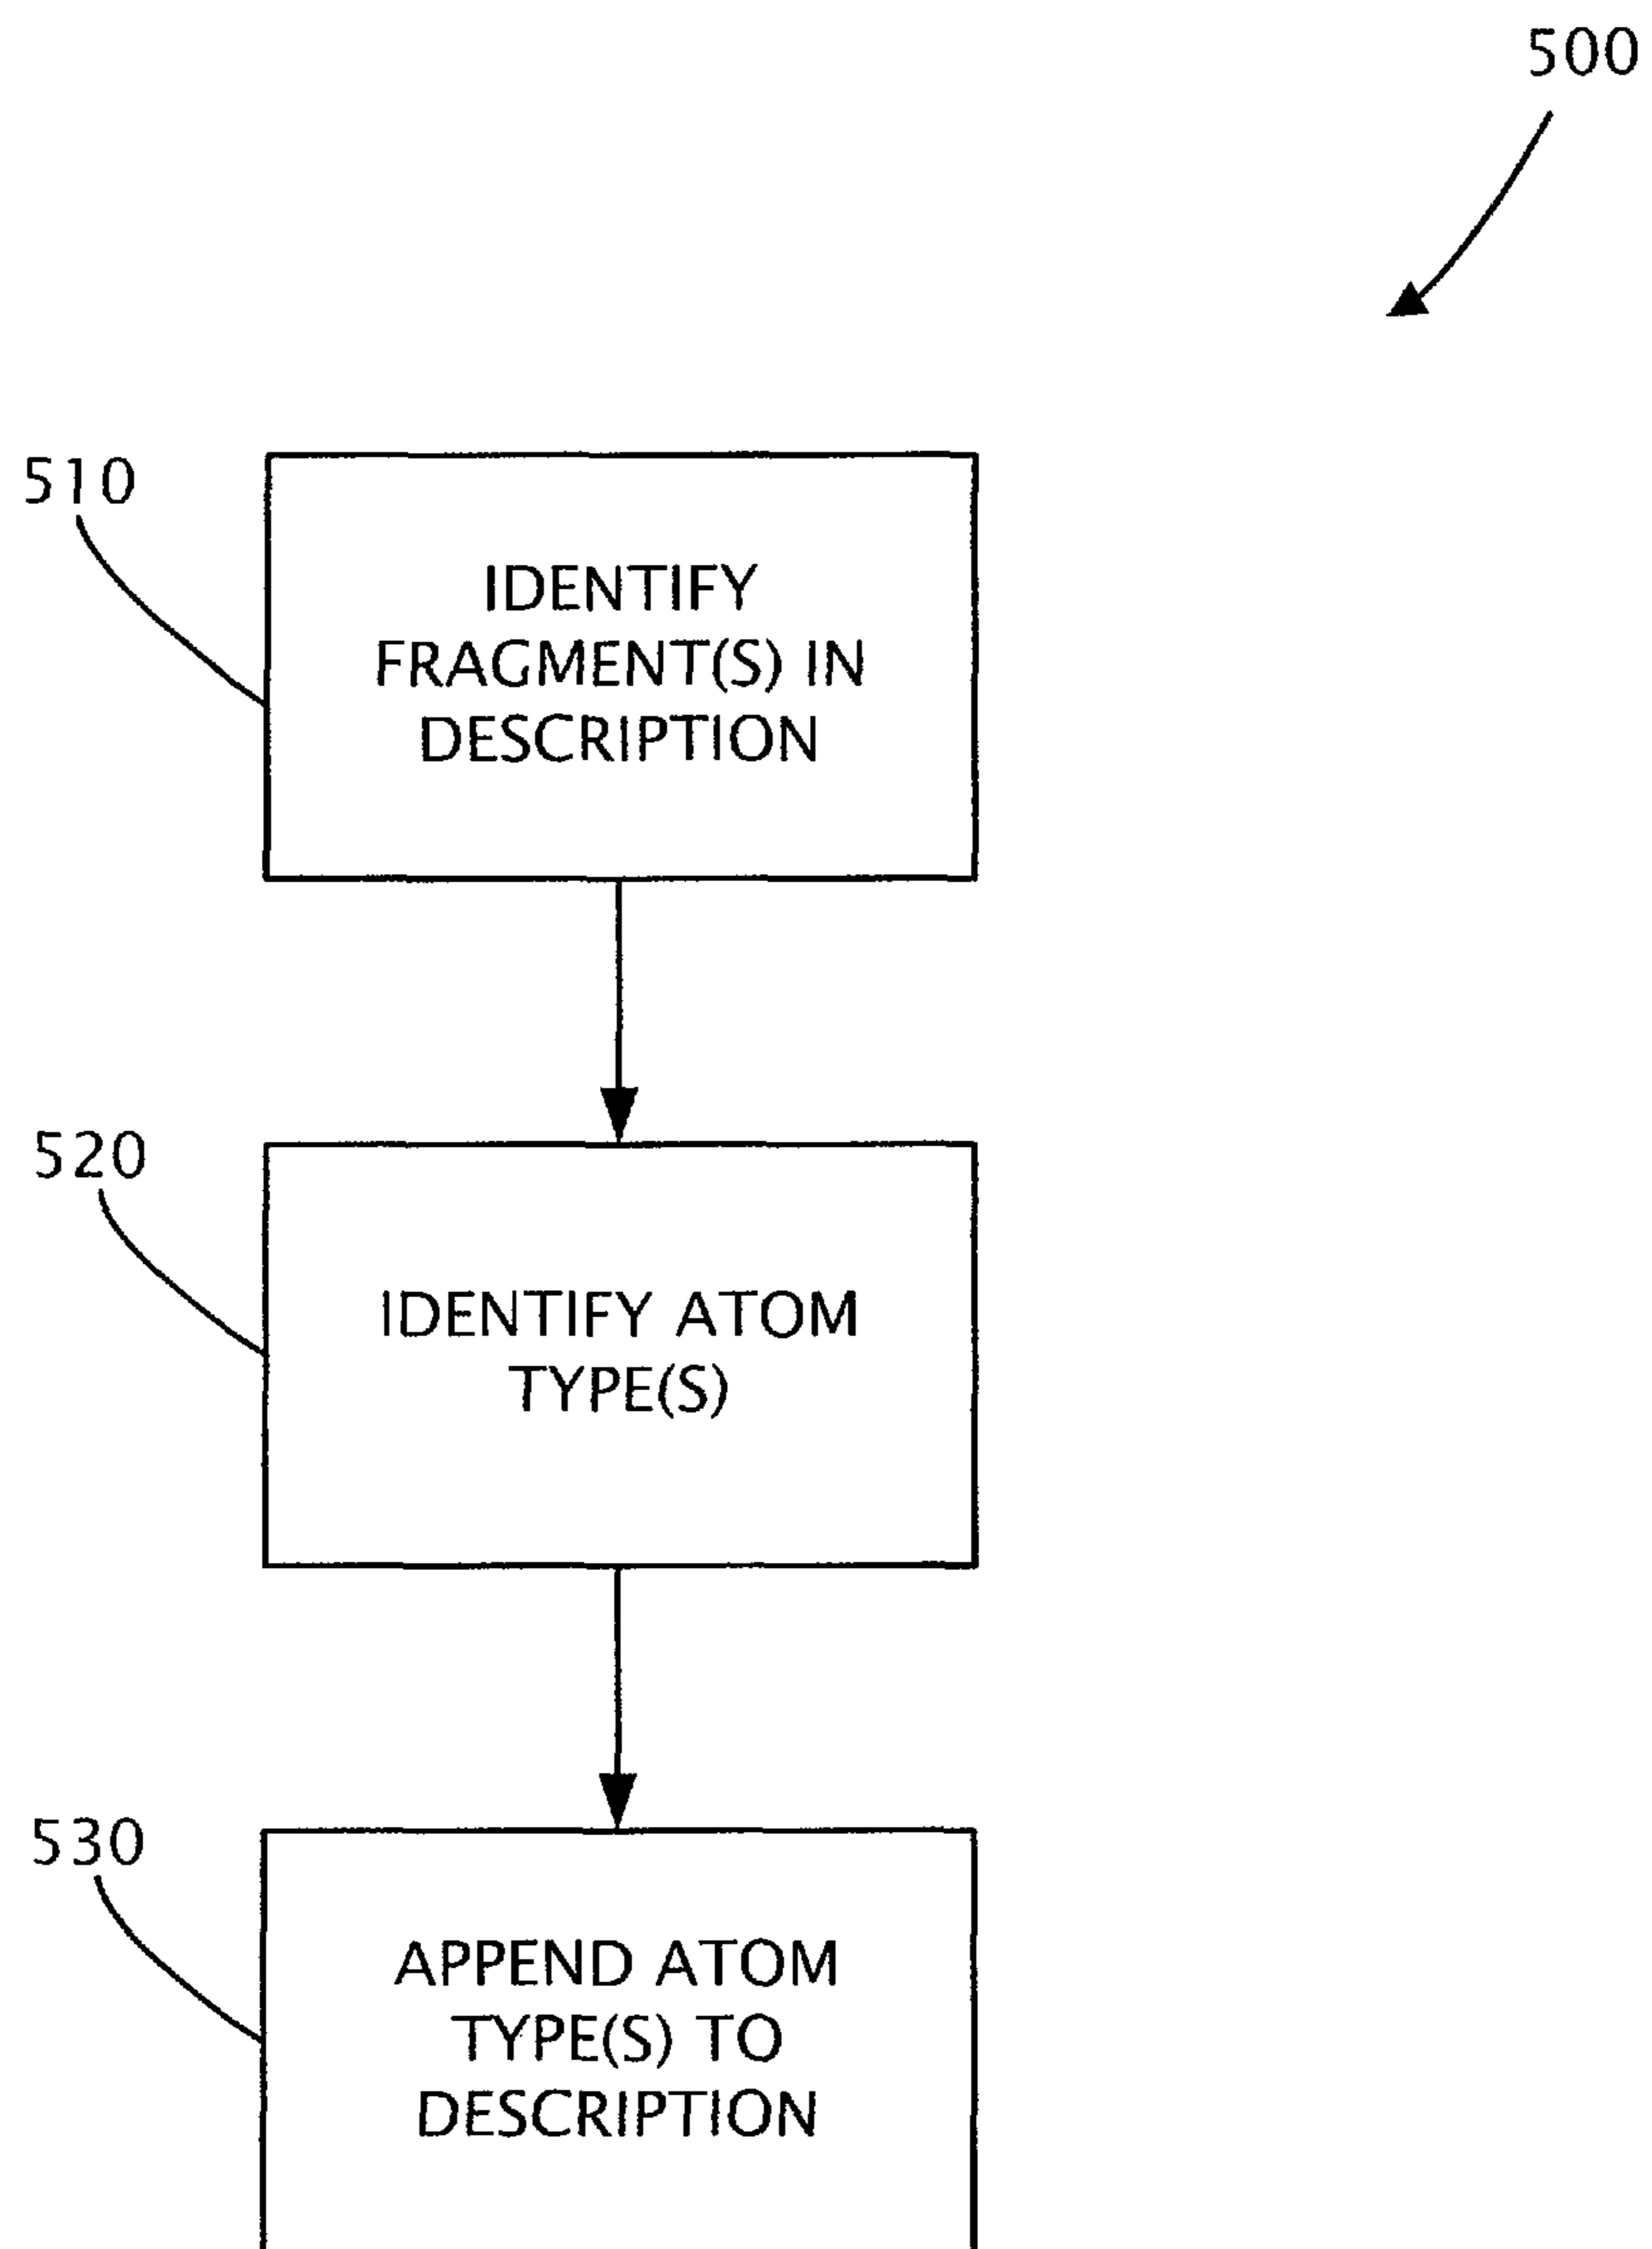 500
510
IDENTIFY
FRAGMENT(S) IN
DESCRIPTION
520
IDENTIFY ATOM
TYPE(S)
530
APPEND ATOM
TYPE(S) TO
DESCRIPTION